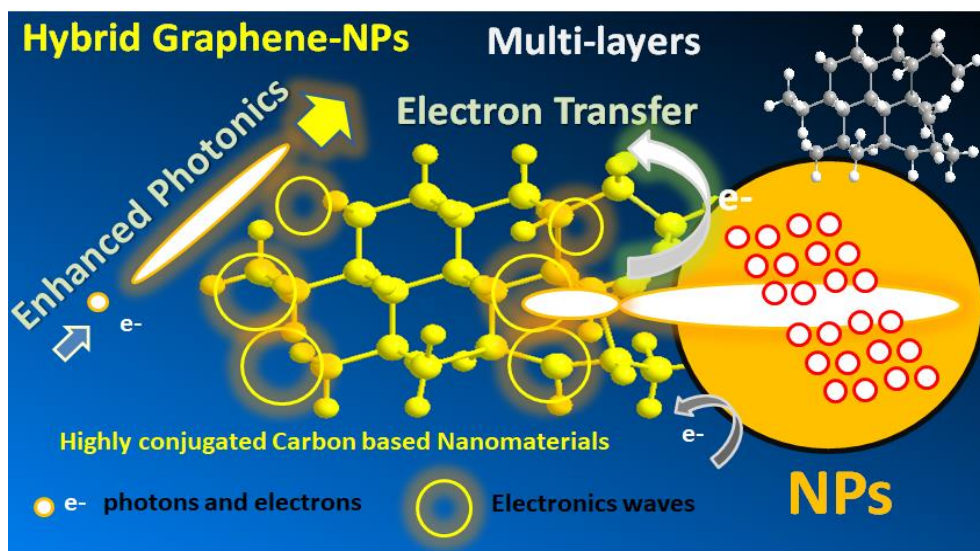 Hybrid Graphene-NPs
Multi-layers
Enhanced Photonics
Electron Transfer
e-
e-
e-
Highly conjugated Carbon based Nanomaterials
NPs
e- photons and electrons
Electronics waves